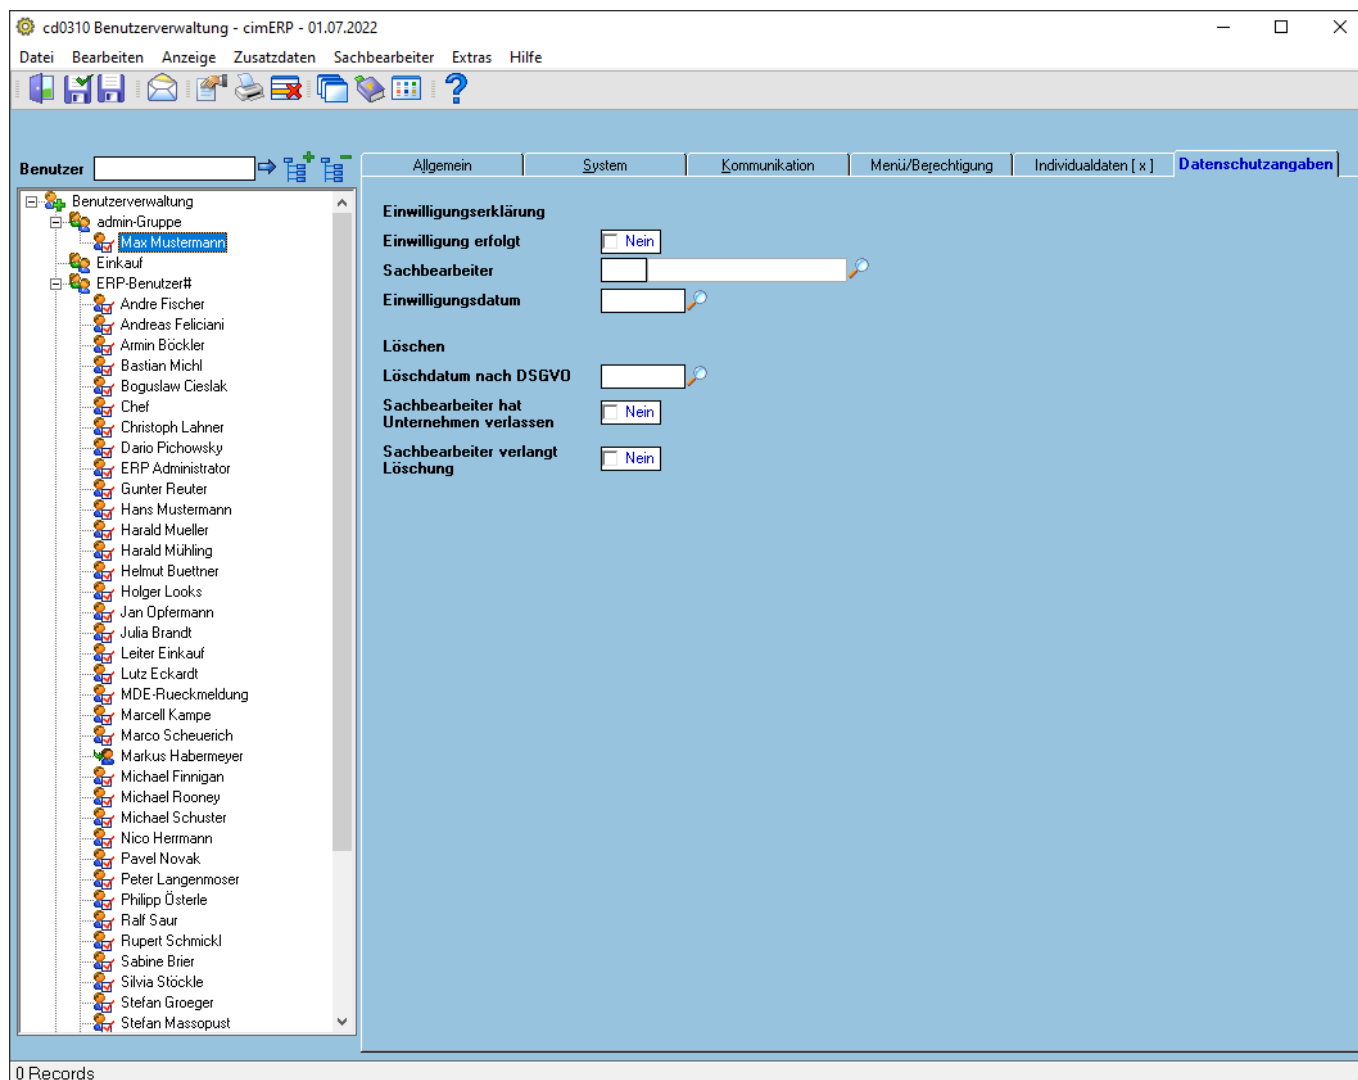 cd0310 Benutzerverwaltung - cimERP - 01.07.2022
Datei Bearbeiten Anzeige Zusatzdaten Sachbearbeiter Extras Hilfe
Benutzer
Allgemein System Kommunikation Menü/Berechtigung Individualdaten [ x ] Datenschutzangaben
Benutzerverwaltung
admin-Gruppe
Max Mustermann
Einkauf
ERP-Benutzer#
Andre Fischer
Andreas Feliciani
Armin Böckler
Bastian Michl
Boguslaw Cieslak
Chef
Christoph Lahner
Dario Pichowsky
ERP Administrator
Gunter Reuter
Hans Mustermann
Harald Mueller
Harald Mühling
Helmut Buettner
Holger Looks
Jan Opfermann
Julia Brandt
Leiter Einkauf
Lutz Eckardt
MDE-Rueckmeldung
Marcell Kampe
Marco Scheuerich
Markus Habermeyer
Michael Finnigan
Michael Rooney
Michael Schuster
Nico Herrmann
Pavel Novak
Peter Langenmoser
Philipp Österle
Ralf Saur
Rupert Schmickl
Sabine Brier
Silvia Stöckle
Stefan Groeger
Stefan Massopust
Einwilligungserklärung
Einwilligung erfolgt Nein
Sachbearbeiter
Einwilligungsdatum
Löschen
Löschdatum nach DSGVO
Sachbearbeiter hat
Unternehmen verlassen Nein
Sachbearbeiter verlangt
Löschung Nein
0 Records